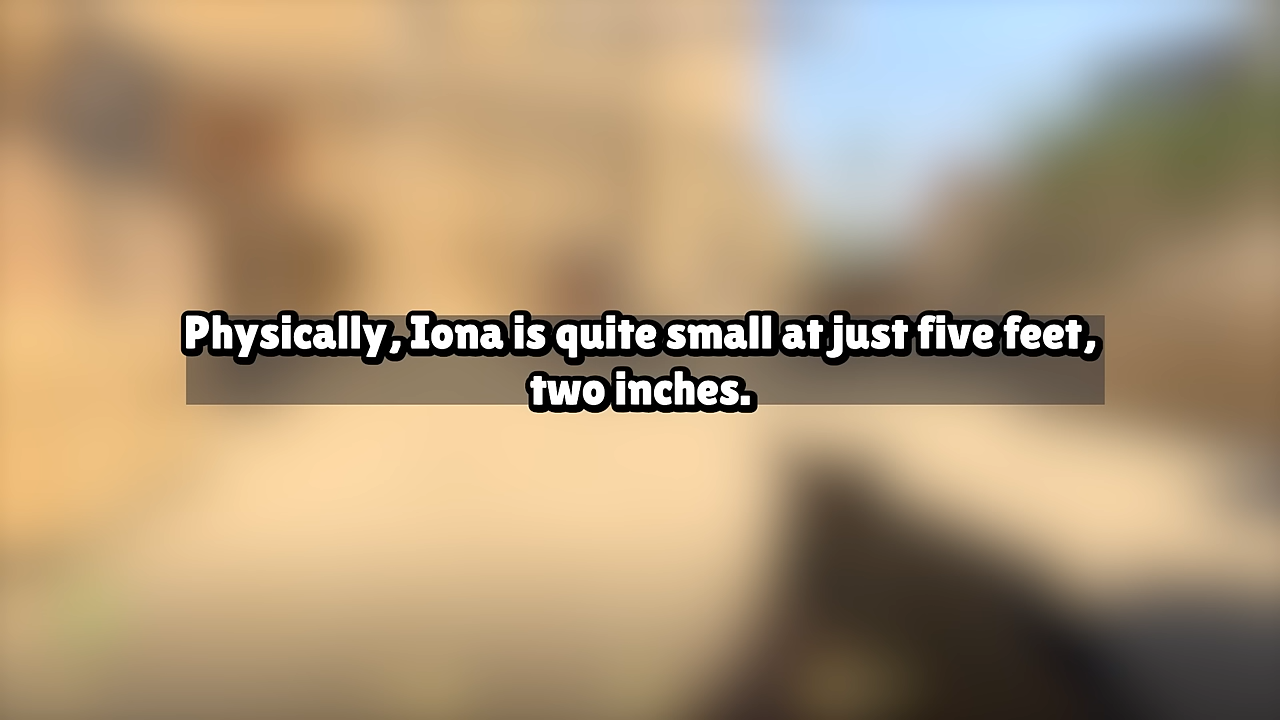 Physically, Iona is quite small at just five feet,
two inches.